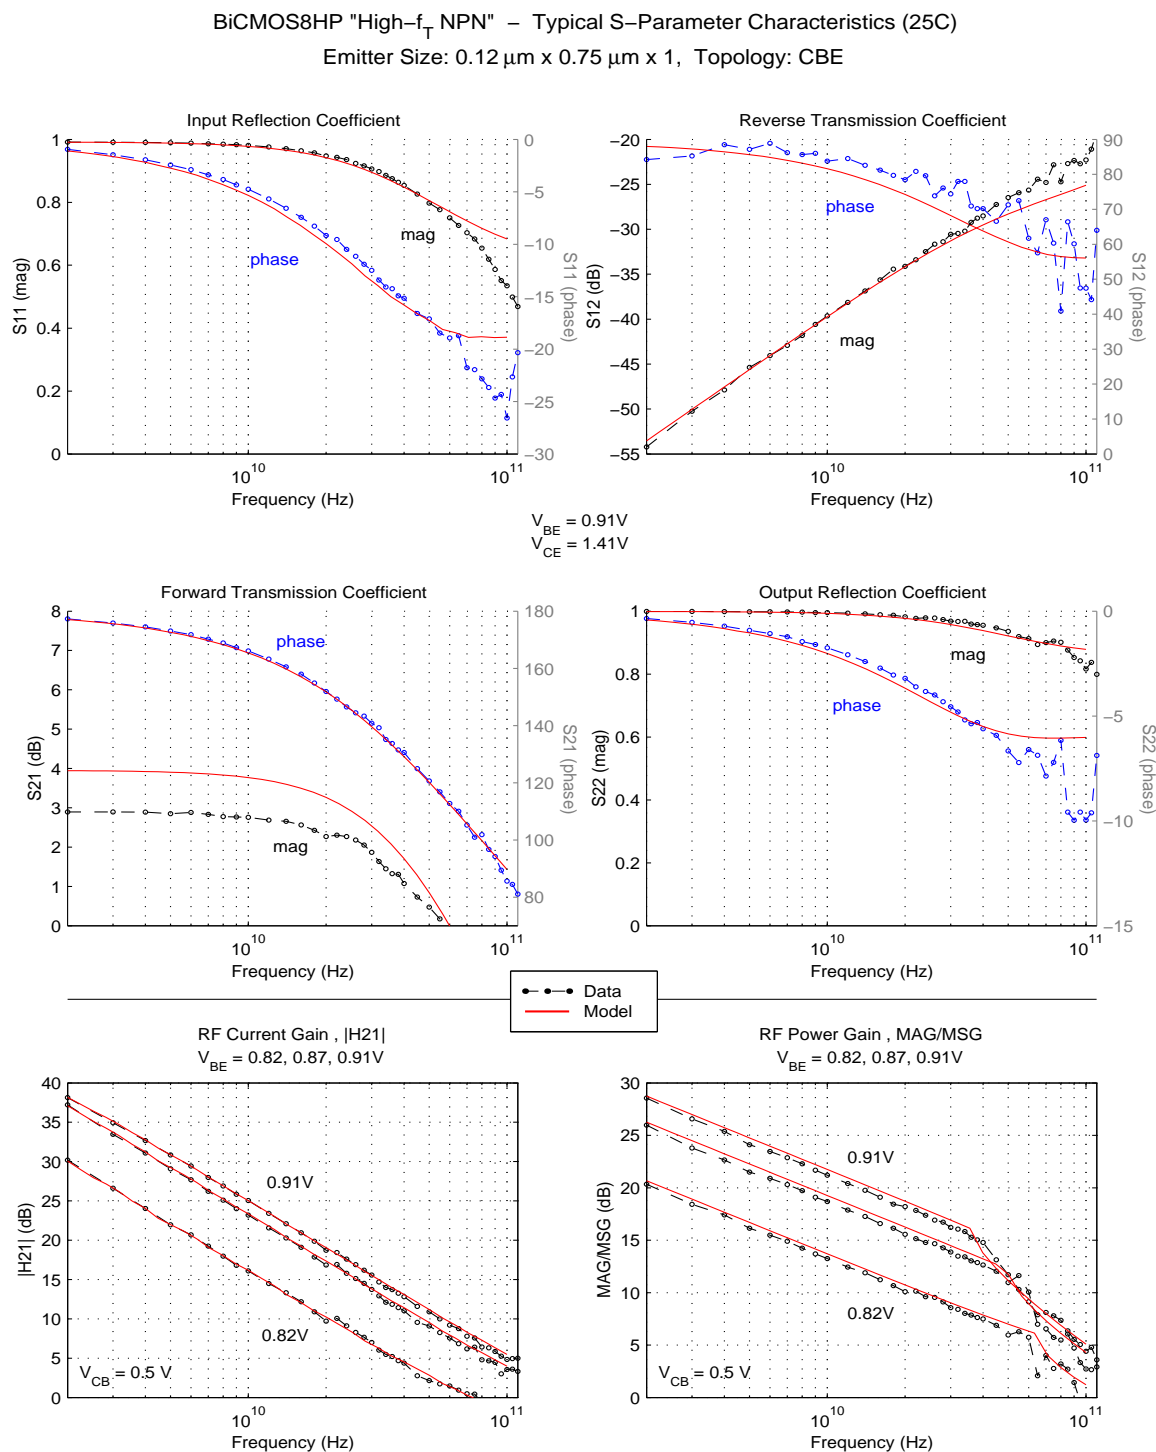 BiCMOS8HP "High−fT NPN" − Typical S−Parameter Characteristics (25C)
Emitter Size: 0.12 μm x 0.75 μm x 1, Topology: CBE
Input Reflection Coefficient
1
0.8
0.6
0.4
0.2
0
S11 (mag)
0
−5
−10
−15
−20
−25
−30
S11 (phase)
mag
phase
10^10
10^11
Frequency (Hz)
Reverse Transmission Coefficient
−20
−25
−30
−35
−40
−45
−50
−55
S12 (dB)
90
80
70
60
50
40
30
20
10
0
S12 (phase)
phase
mag
10^10
10^11
Frequency (Hz)
VBE = 0.91V
VCE = 1.41V
Forward Transmission Coefficient
8
7
6
5
4
3
2
1
0
S21 (dB)
180
160
140
120
100
80
S21 (phase)
phase
mag
10^10
10^11
Frequency (Hz)
Output Reflection Coefficient
1
0.8
0.6
0.4
0.2
0
S22 (mag)
0
−5
−10
−15
S22 (phase)
mag
phase
10^10
10^11
Frequency (Hz)
Data
Model
RF Current Gain , |H21|
VBE = 0.82, 0.87, 0.91V
40
35
30
25
20
15
10
5
0
|H21| (dB)
0.91V
0.82V
VCB = 0.5 V
10^10
10^11
Frequency (Hz)
RF Power Gain , MAG/MSG
VBE = 0.82, 0.87, 0.91V
30
25
20
15
10
5
0
MAG/MSG (dB)
0.91V
0.82V
VCB = 0.5 V
10^10
10^11
Frequency (Hz)